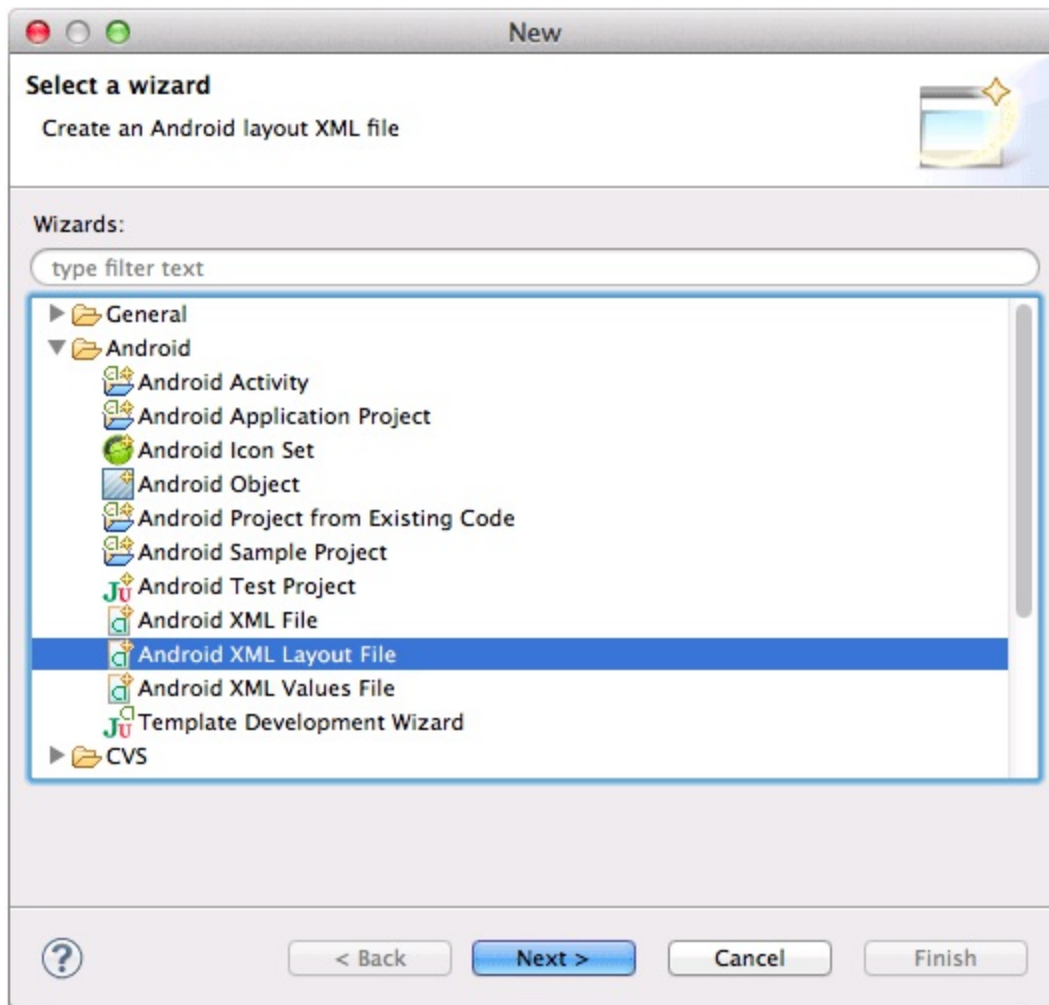 New
Select a wizard
Create an Android layout XML file
Wizards:
type filter text
General
Android
Android Activity
Android Application Project
Android Icon Set
Android Object
Android Project from Existing Code
Android Sample Project
Android Test Project
Android XML File
Android XML Layout File
Android XML Values File
Template Development Wizard
CVS
? < Back Next > Cancel Finish